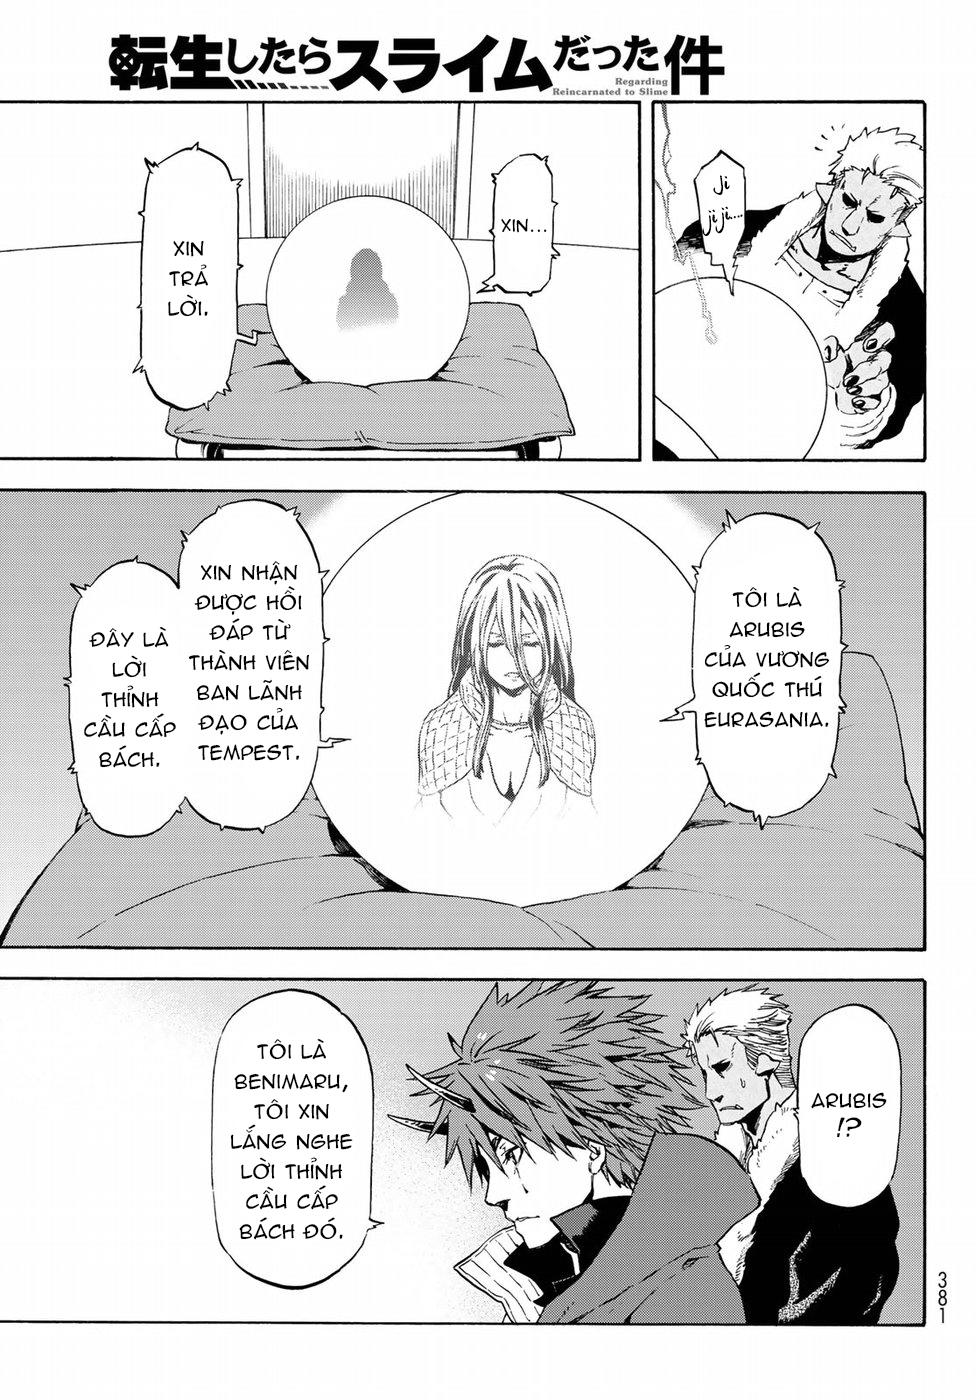 転生したらスライムだった件
Regarding
Reincarnated to Slime
Ji
jiji...
XIN...
XIN
TRẢ
LỜI.
TÔI LÀ
ARUBIS
CỦA VƯƠNG
QUỐC THÚ
EURASANIA.
XIN NHẬN
ĐƯỢC HỒI
ĐÁP TỪ
THÀNH VIÊN
BAN LÃNH
ĐẠO CỦA
TEMPEST.
ĐÂY LÀ
LỜI
THỈNH
CẦU CẤP
BÁCH.
ARUBIS
!?
TÔI LÀ
BENIMARU,
TÔI XIN
LẮNG NGHE
LỜI THỈNH
CẦU CẤP
BÁCH ĐÓ.
381